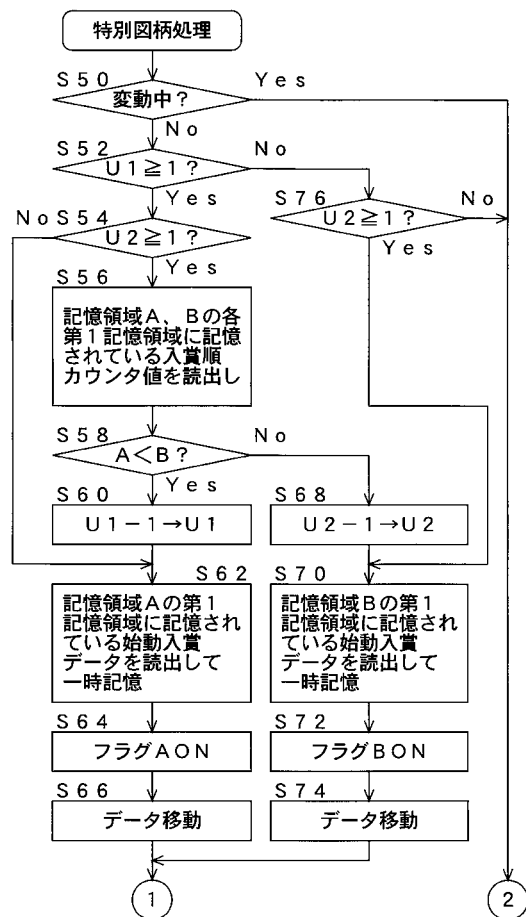 特別図柄処理
S50
変動中?
Yes
No
S52
U1≧1?
No
Yes
S76
U2≧1?
No
Yes
No
S54
U2≧1?
Yes
S56
記憶領域A、Bの各
第1記憶領域に記憶
されている入賞順
カウンタ値を読出し
S58
A<B?
No
Yes
S60
U1-1→U1
S68
U2-1→U2
S62
記憶領域Aの第1
記憶領域に記憶され
ている始動入賞
データを読出して
一時記憶
S70
記憶領域Bの第1
記憶領域に記憶され
ている始動入賞
データを読出して
一時記憶
S64
フラグAON
S72
フラグBON
S66
データ移動
S74
データ移動
1
2